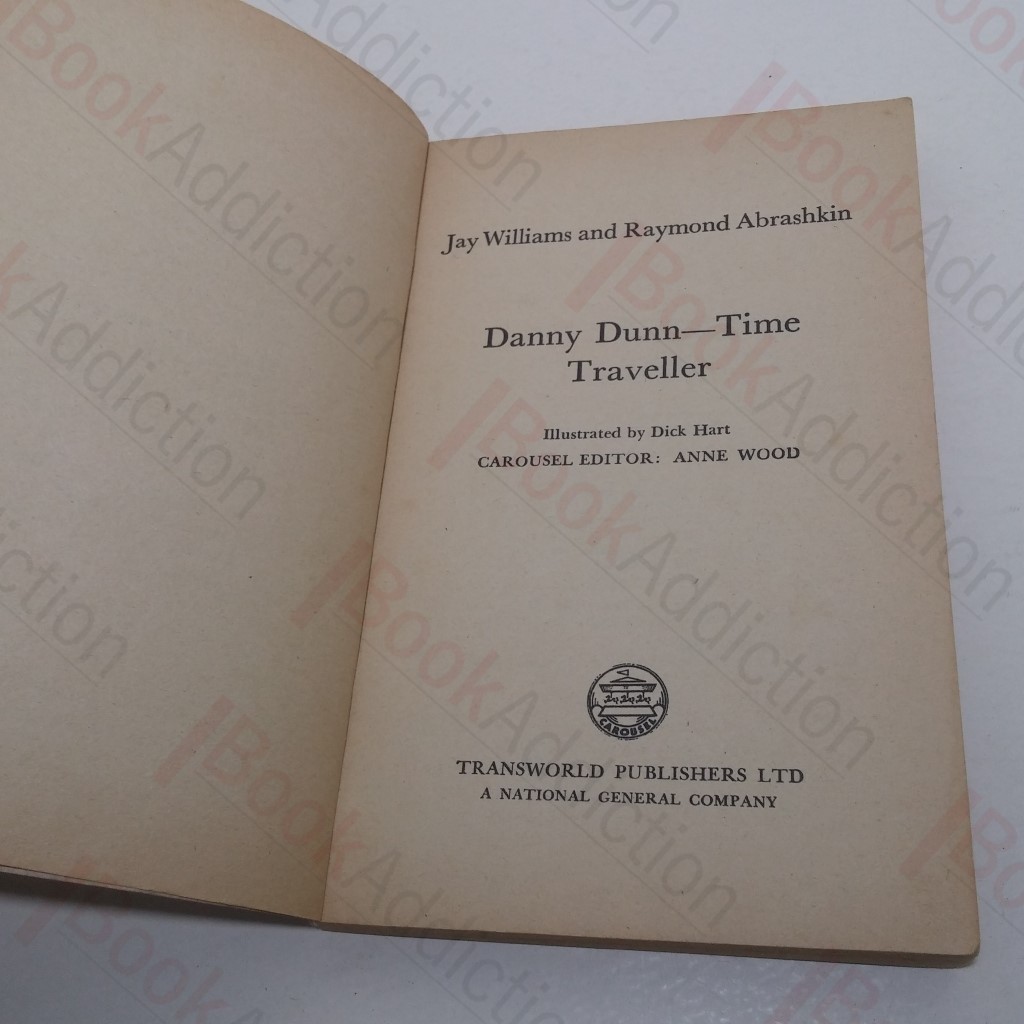 Jay Williams and Raymond Abrashkin
Danny Dunn—Time
Traveller
Illustrated by Dick Hart
CAROUSEL EDITOR: ANNE WOOD
CAROUSEL
TRANSWORLD PUBLISHERS LTD
A NATIONAL GENERAL COMPANY
BookAddiction